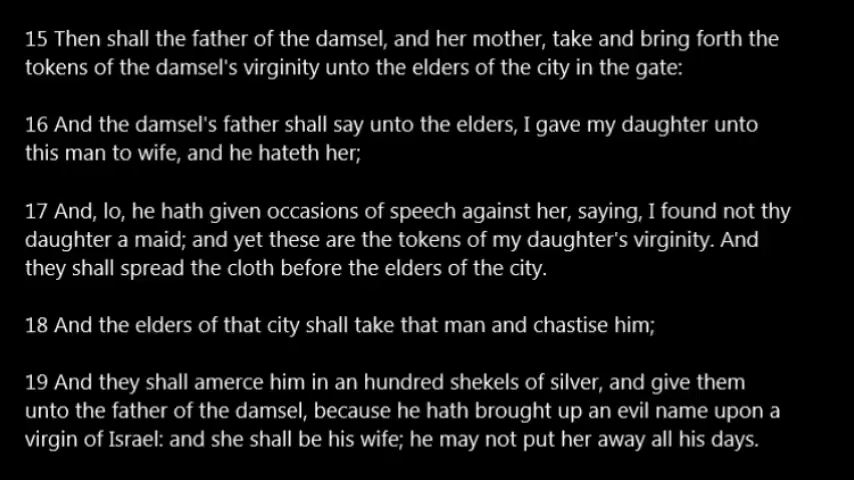 15 Then shall the father of the damsel, and her mother, take and bring forth the
tokens of the damsel's virginity unto the elders of the city in the gate:
16 And the damsel's father shall say unto the elders, I gave my daughter unto
this man to wife, and he hateth her;
17 And, lo, he hath given occasions of speech against her, saying, I found not thy
daughter a maid; and yet these are the tokens of my daughter's virginity. And
they shall spread the cloth before the elders of the city.
18 And the elders of that city shall take that man and chastise him;
19 And they shall amerce him in an hundred shekels of silver, and give them
unto the father of the damsel, because he hath brought up an evil name upon a
virgin of Israel: and she shall be his wife; he may not put her away all his days.